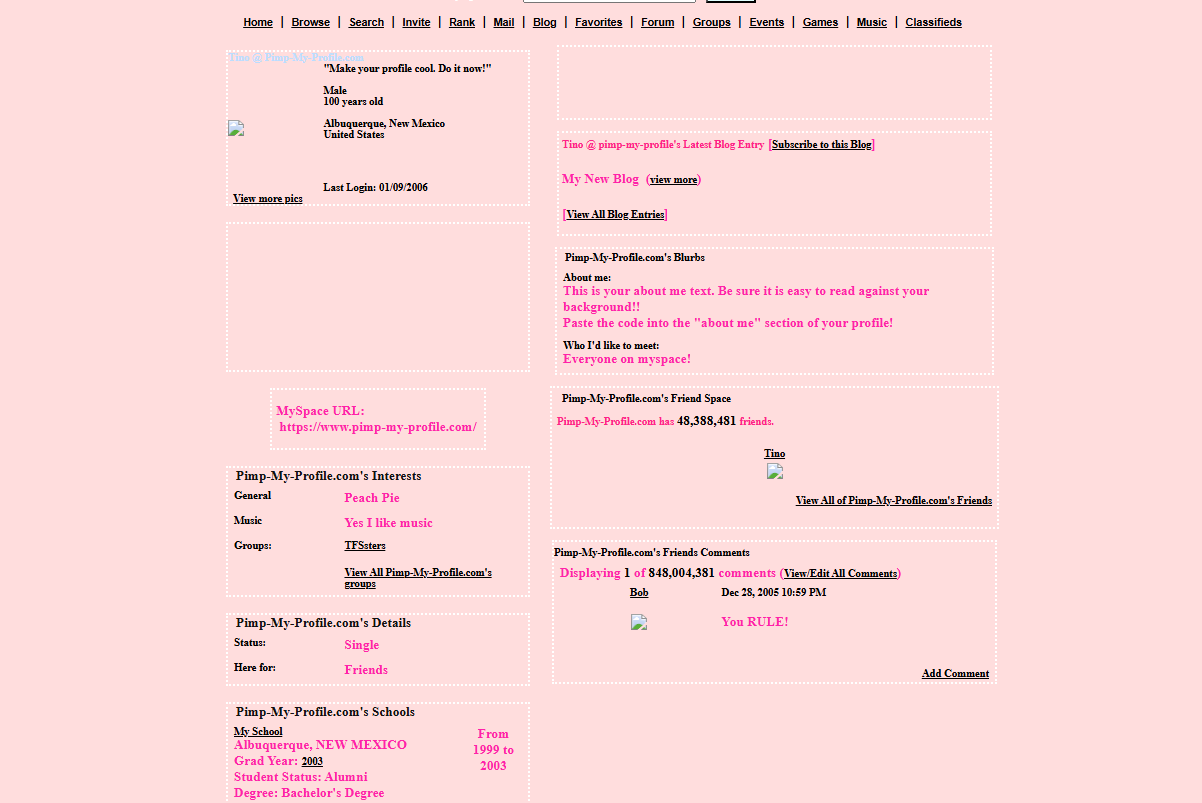 Home | Browse | Search | Invite | Rank | Mail | Blog | Favorites | Forum | Groups | Events | Games | Music | Classifieds
Tino @ Pimp-My-Profile.com
"Make your profile cool. Do it now!"
Male
100 years old
Albuquerque, New Mexico
United States
Last Login: 01/09/2006
View more pics
MySpace URL:
https://www.pimp-my-profile.com/
Pimp-My-Profile.com's Interests
General Peach Pie
Music Yes I like music
Groups: TFSsters
View All Pimp-My-Profile.com's
groups
Pimp-My-Profile.com's Details
Status: Single
Here for: Friends
Pimp-My-Profile.com's Schools
My School
Albuquerque, NEW MEXICO
Grad Year: 2003
Student Status: Alumni
Degree: Bachelor's Degree
From
1999 to
2003
Tino @ pimp-my-profile's Latest Blog Entry [Subscribe to this Blog]
My New Blog (view more)
[View All Blog Entries]
Pimp-My-Profile.com's Blurbs
About me:
This is your about me text. Be sure it is easy to read against your
background!!
Paste the code into the "about me" section of your profile!
Who I'd like to meet:
Everyone on myspace!
Pimp-My-Profile.com's Friend Space
Pimp-My-Profile.com has 48,388,481 friends.
Tino
View All of Pimp-My-Profile.com's Friends
Pimp-My-Profile.com's Friends Comments
Displaying 1 of 848,004,381 comments (View/Edit All Comments)
Bob
Dec 28, 2005 10:59 PM
You RULE!
Add Comment